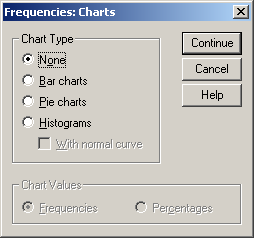 Frequencies: Charts
Chart Type
None
Bar charts
Pie charts
Histograms
With normal curve
Continue
Cancel
Help
Chart Values
Frequencies
Percentages